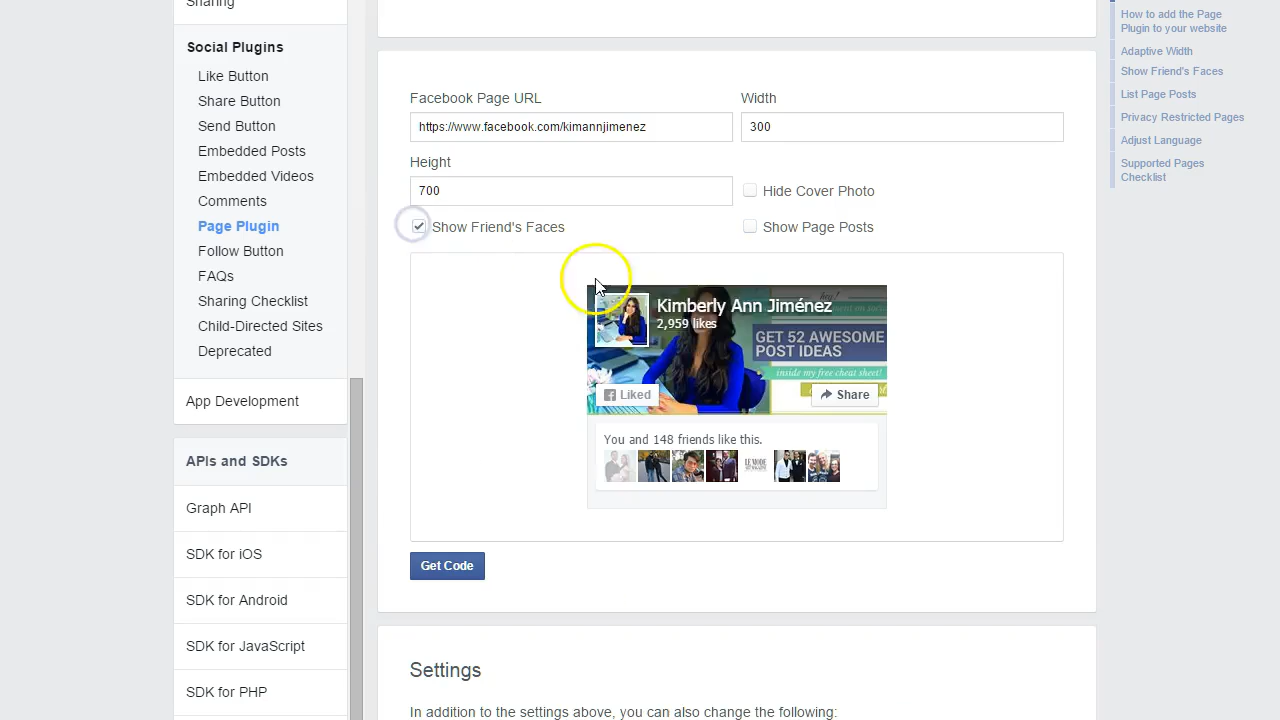 Sharing
Social Plugins
Like Button
Share Button
Send Button
Embedded Posts
Embedded Videos
Comments
Page Plugin
Follow Button
FAQs
Sharing Checklist
Child-Directed Sites
Deprecated
App Development
APIs and SDKs
Graph API
SDK for iOS
SDK for Android
SDK for JavaScript
SDK for PHP
Facebook Page URL
Width
https://www.facebook.com/kimannjimenez
300
Height
700
Hide Cover Photo
Show Friend's Faces
Show Page Posts
Kimberly Ann Jiménez
2,959 likes
hey!
GET 52 AWESOME
POST IDEAS
inside my free cheat sheet!
Liked
Share
You and 148 friends like this.
LE MODE
Get Code
Settings
In addition to the settings above, you can also change the following:
How to add the Page
Plugin to your website
Adaptive Width
Show Friend's Faces
List Page Posts
Privacy Restricted Pages
Adjust Language
Supported Pages
Checklist